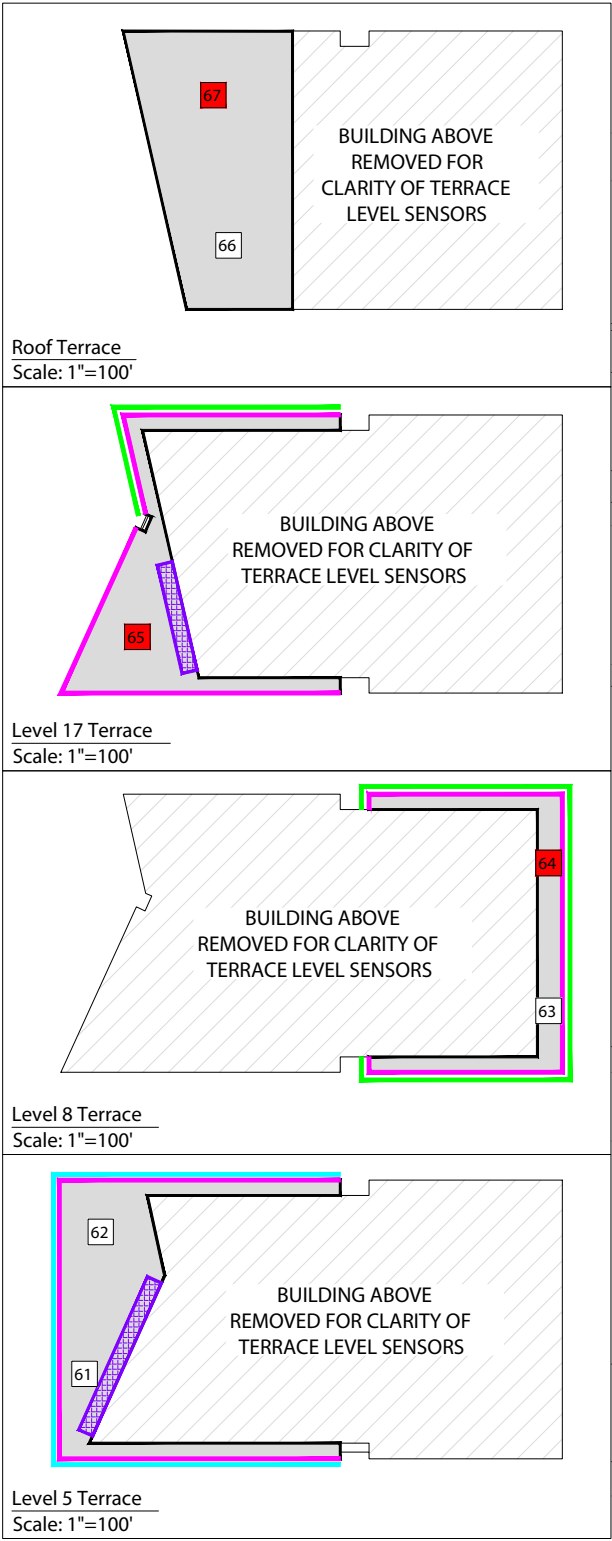 67
BUILDING ABOVE
REMOVED FOR
CLARITY OF TERRACE
LEVEL SENSORS
66
Roof Terrace
Scale: 1"=100'
BUILDING ABOVE
REMOVED FOR CLARITY OF
TERRACE LEVEL SENSORS
65
Level 17 Terrace
Scale: 1"=100'
64
BUILDING ABOVE
REMOVED FOR CLARITY OF
TERRACE LEVEL SENSORS
63
Level 8 Terrace
Scale: 1"=100'
62
BUILDING ABOVE
REMOVED FOR CLARITY OF
TERRACE LEVEL SENSORS
61
Level 5 Terrace
Scale: 1"=100'